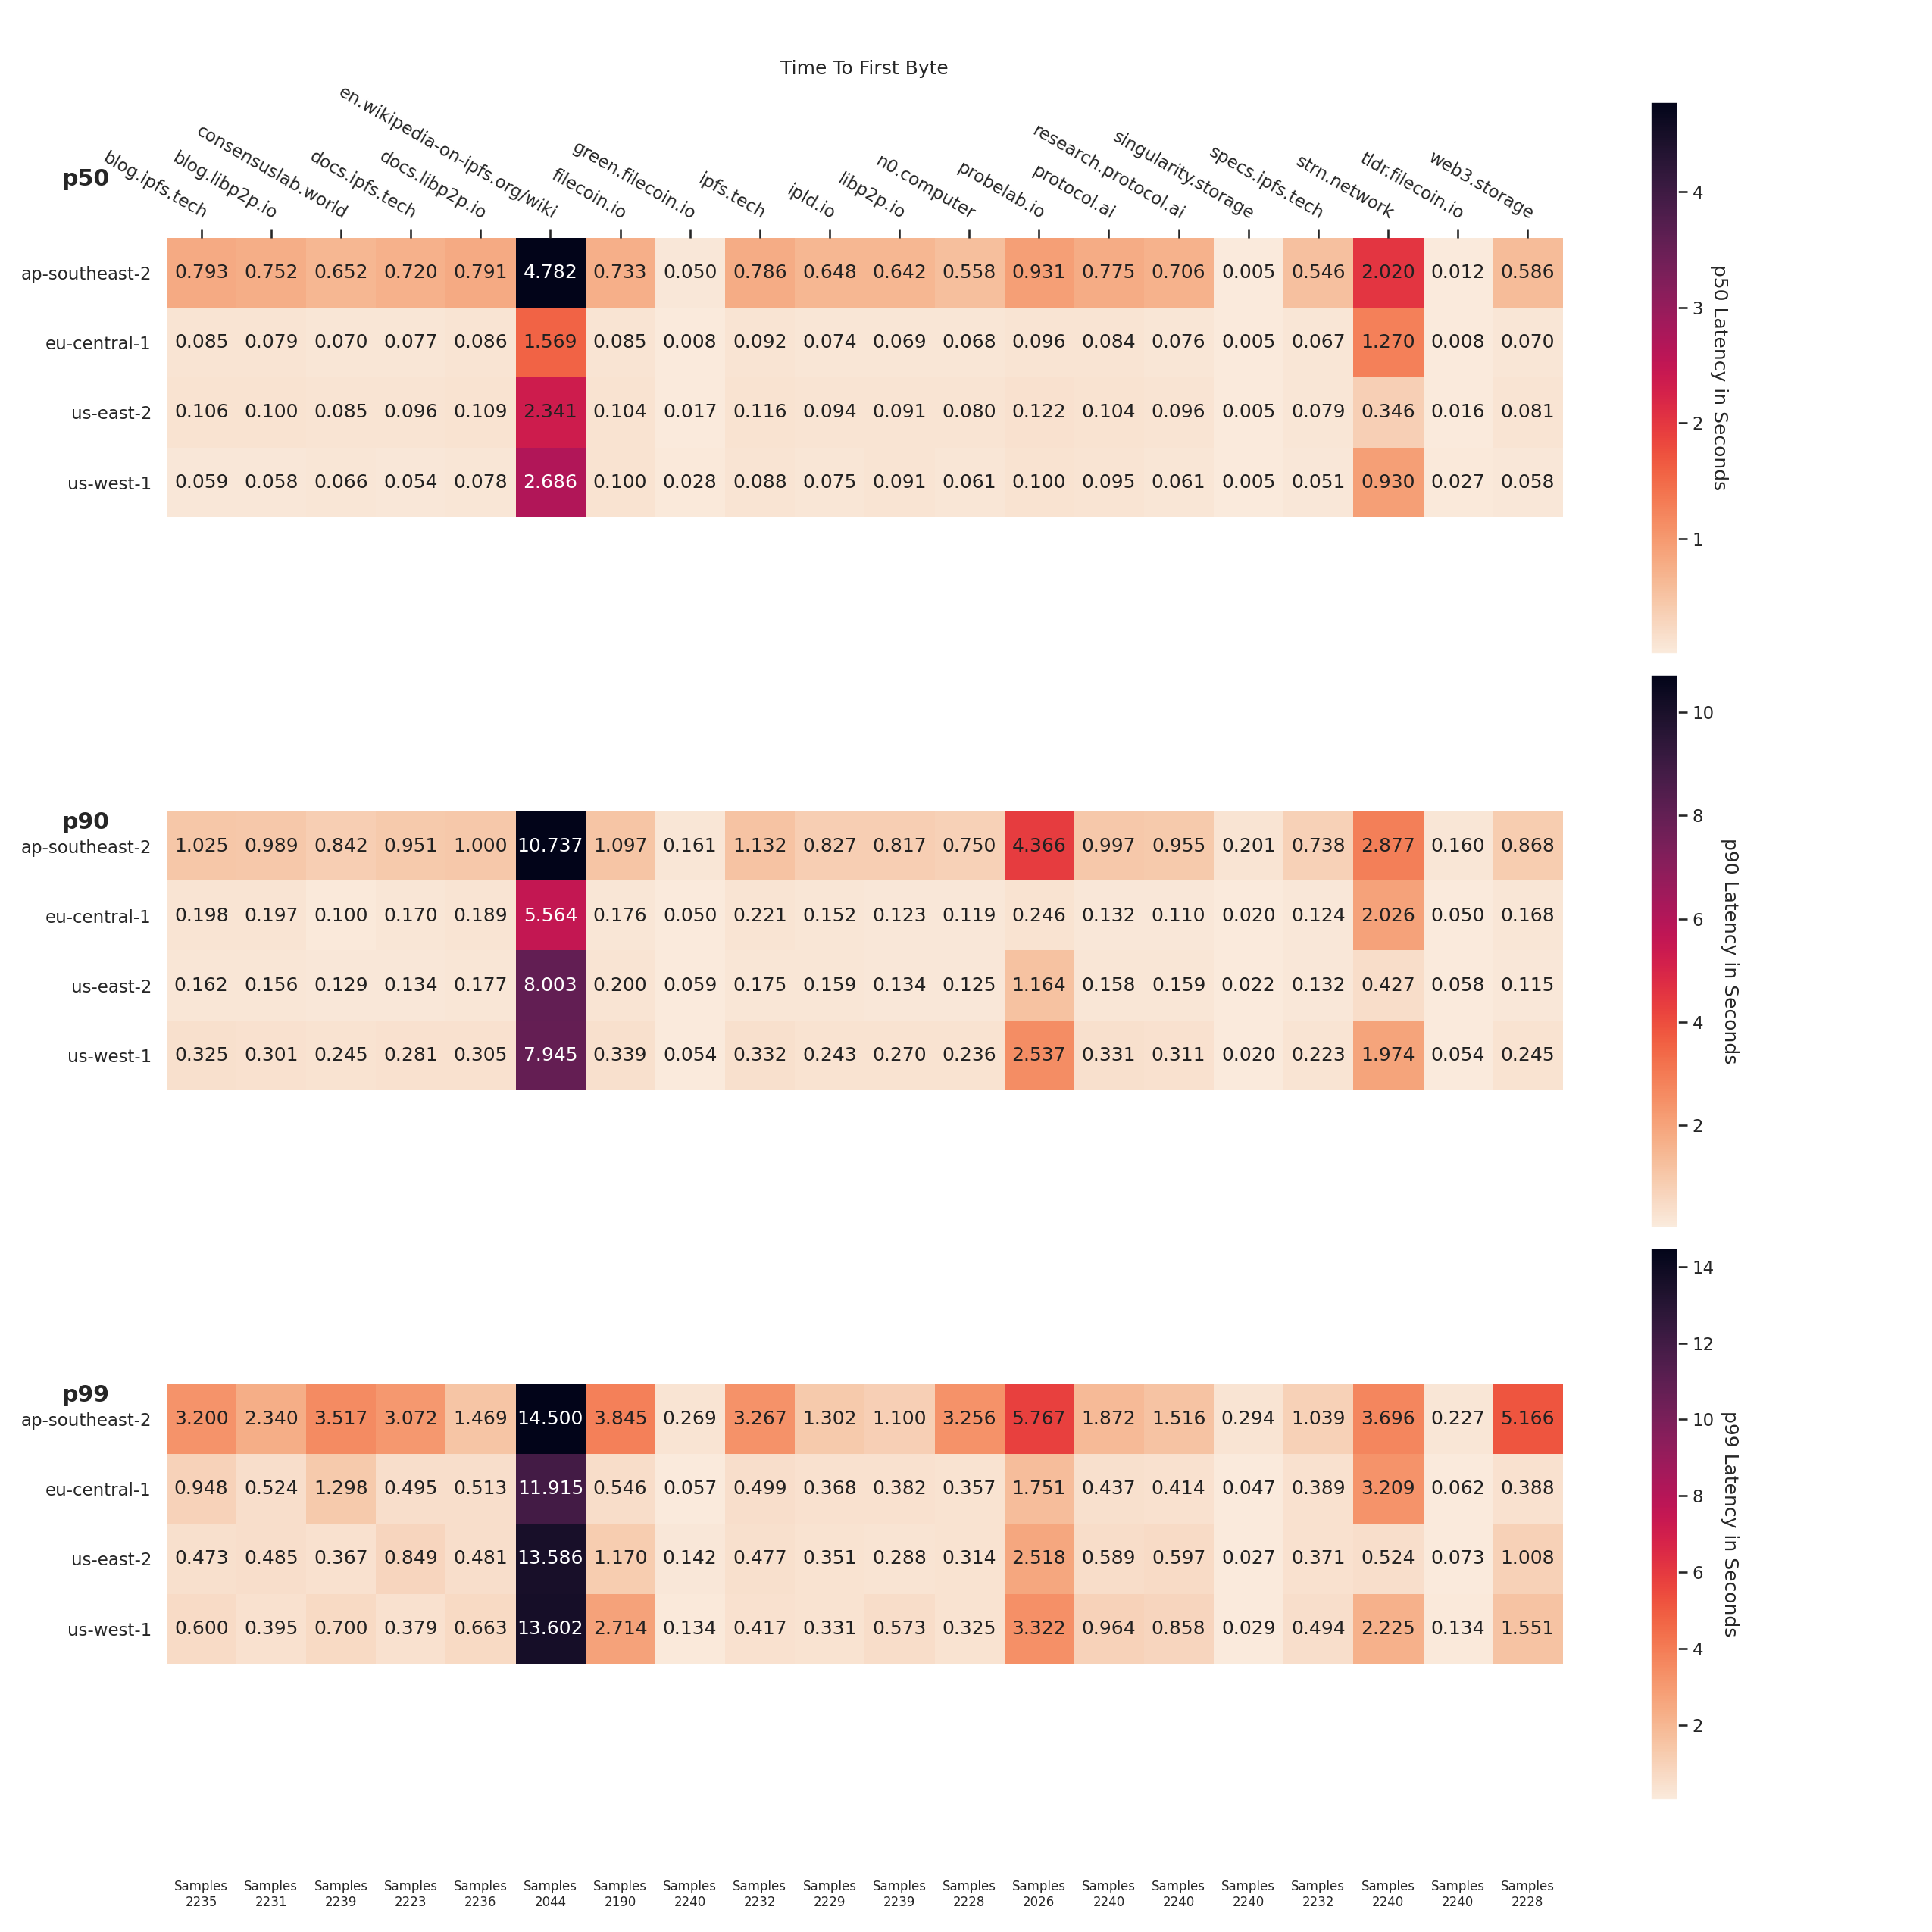 Time To First Byte
p50
blog.ipfs.tech
blog.libp2p.io
consensuslab.world
docs.ipfs.tech
docs.libp2p.io
en.wikipedia-on-ipfs.org/wiki
filecoin.io
green.filecoin.io
ipfs.tech
ipld.io
libp2p.io
n0.computer
probelab.io
protocol.ai
research.protocol.ai
singularity.storage
specs.ipfs.tech
strn.network
tldr.filecoin.io
web3.storage
ap-southeast-2 0.793 0.752 0.652 0.720 0.791 4.782 0.733 0.050 0.786 0.648 0.642 0.558 0.931 0.775 0.706 0.005 0.546 2.020 0.012 0.586
eu-central-1 0.085 0.079 0.070 0.077 0.086 1.569 0.085 0.008 0.092 0.074 0.069 0.068 0.096 0.084 0.076 0.005 0.067 1.270 0.008 0.070
us-east-2 0.106 0.100 0.085 0.096 0.109 2.341 0.104 0.017 0.116 0.094 0.091 0.080 0.122 0.104 0.096 0.005 0.079 0.346 0.016 0.081
us-west-1 0.059 0.058 0.066 0.054 0.078 2.686 0.100 0.028 0.088 0.075 0.091 0.061 0.100 0.095 0.061 0.005 0.051 0.930 0.027 0.058
4
3
2
1
p50 Latency in Seconds
p90
ap-southeast-2 1.025 0.989 0.842 0.951 1.000 10.737 1.097 0.161 1.132 0.827 0.817 0.750 4.366 0.997 0.955 0.201 0.738 2.877 0.160 0.868
eu-central-1 0.198 0.197 0.100 0.170 0.189 5.564 0.176 0.050 0.221 0.152 0.123 0.119 0.246 0.132 0.110 0.020 0.124 2.026 0.050 0.168
us-east-2 0.162 0.156 0.129 0.134 0.177 8.003 0.200 0.059 0.175 0.159 0.134 0.125 1.164 0.158 0.159 0.022 0.132 0.427 0.058 0.115
us-west-1 0.325 0.301 0.245 0.281 0.305 7.945 0.339 0.054 0.332 0.243 0.270 0.236 2.537 0.331 0.311 0.020 0.223 1.974 0.054 0.245
10
8
6
4
2
p90 Latency in Seconds
p99
ap-southeast-2 3.200 2.340 3.517 3.072 1.469 14.500 3.845 0.269 3.267 1.302 1.100 3.256 5.767 1.872 1.516 0.294 1.039 3.696 0.227 5.166
eu-central-1 0.948 0.524 1.298 0.495 0.513 11.915 0.546 0.057 0.499 0.368 0.382 0.357 1.751 0.437 0.414 0.047 0.389 3.209 0.062 0.388
us-east-2 0.473 0.485 0.367 0.849 0.481 13.586 1.170 0.142 0.477 0.351 0.288 0.314 2.518 0.589 0.597 0.027 0.371 0.524 0.073 1.008
us-west-1 0.600 0.395 0.700 0.379 0.663 13.602 2.714 0.134 0.417 0.331 0.573 0.325 3.322 0.964 0.858 0.029 0.494 2.225 0.134 1.551
14
12
10
8
6
4
2
p99 Latency in Seconds
Samples Samples Samples Samples Samples Samples Samples Samples Samples Samples Samples Samples Samples Samples Samples Samples Samples Samples Samples Samples
2235 2231 2239 2223 2236 2044 2190 2240 2232 2229 2239 2228 2026 2240 2240 2240 2232 2240 2240 2228